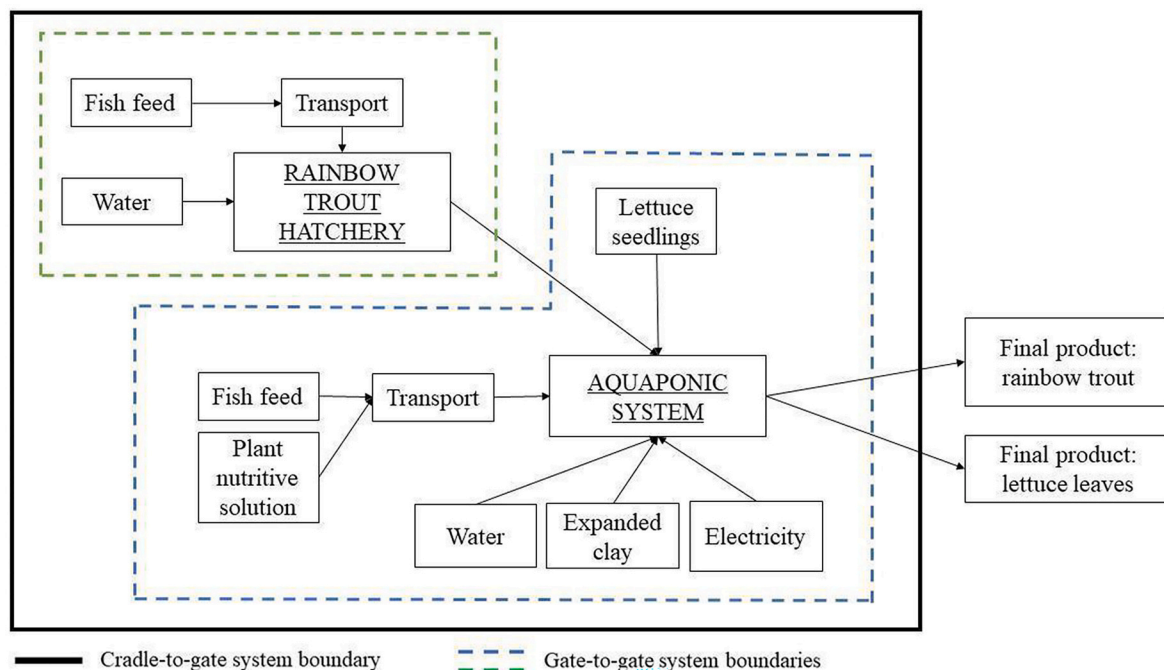 Fish feed
Transport
Water
RAINBOW
TROUT
HATCHERY
Lettuce
seedlings
Fish feed
Transport
AQUAPONIC
SYSTEM
Plant
nutritive
solution
Water
Expanded
clay
Electricity
Final product:
rainbow trout
Final product:
lettuce leaves
Cradle-to-gate system boundary
Gate-to-gate system boundaries